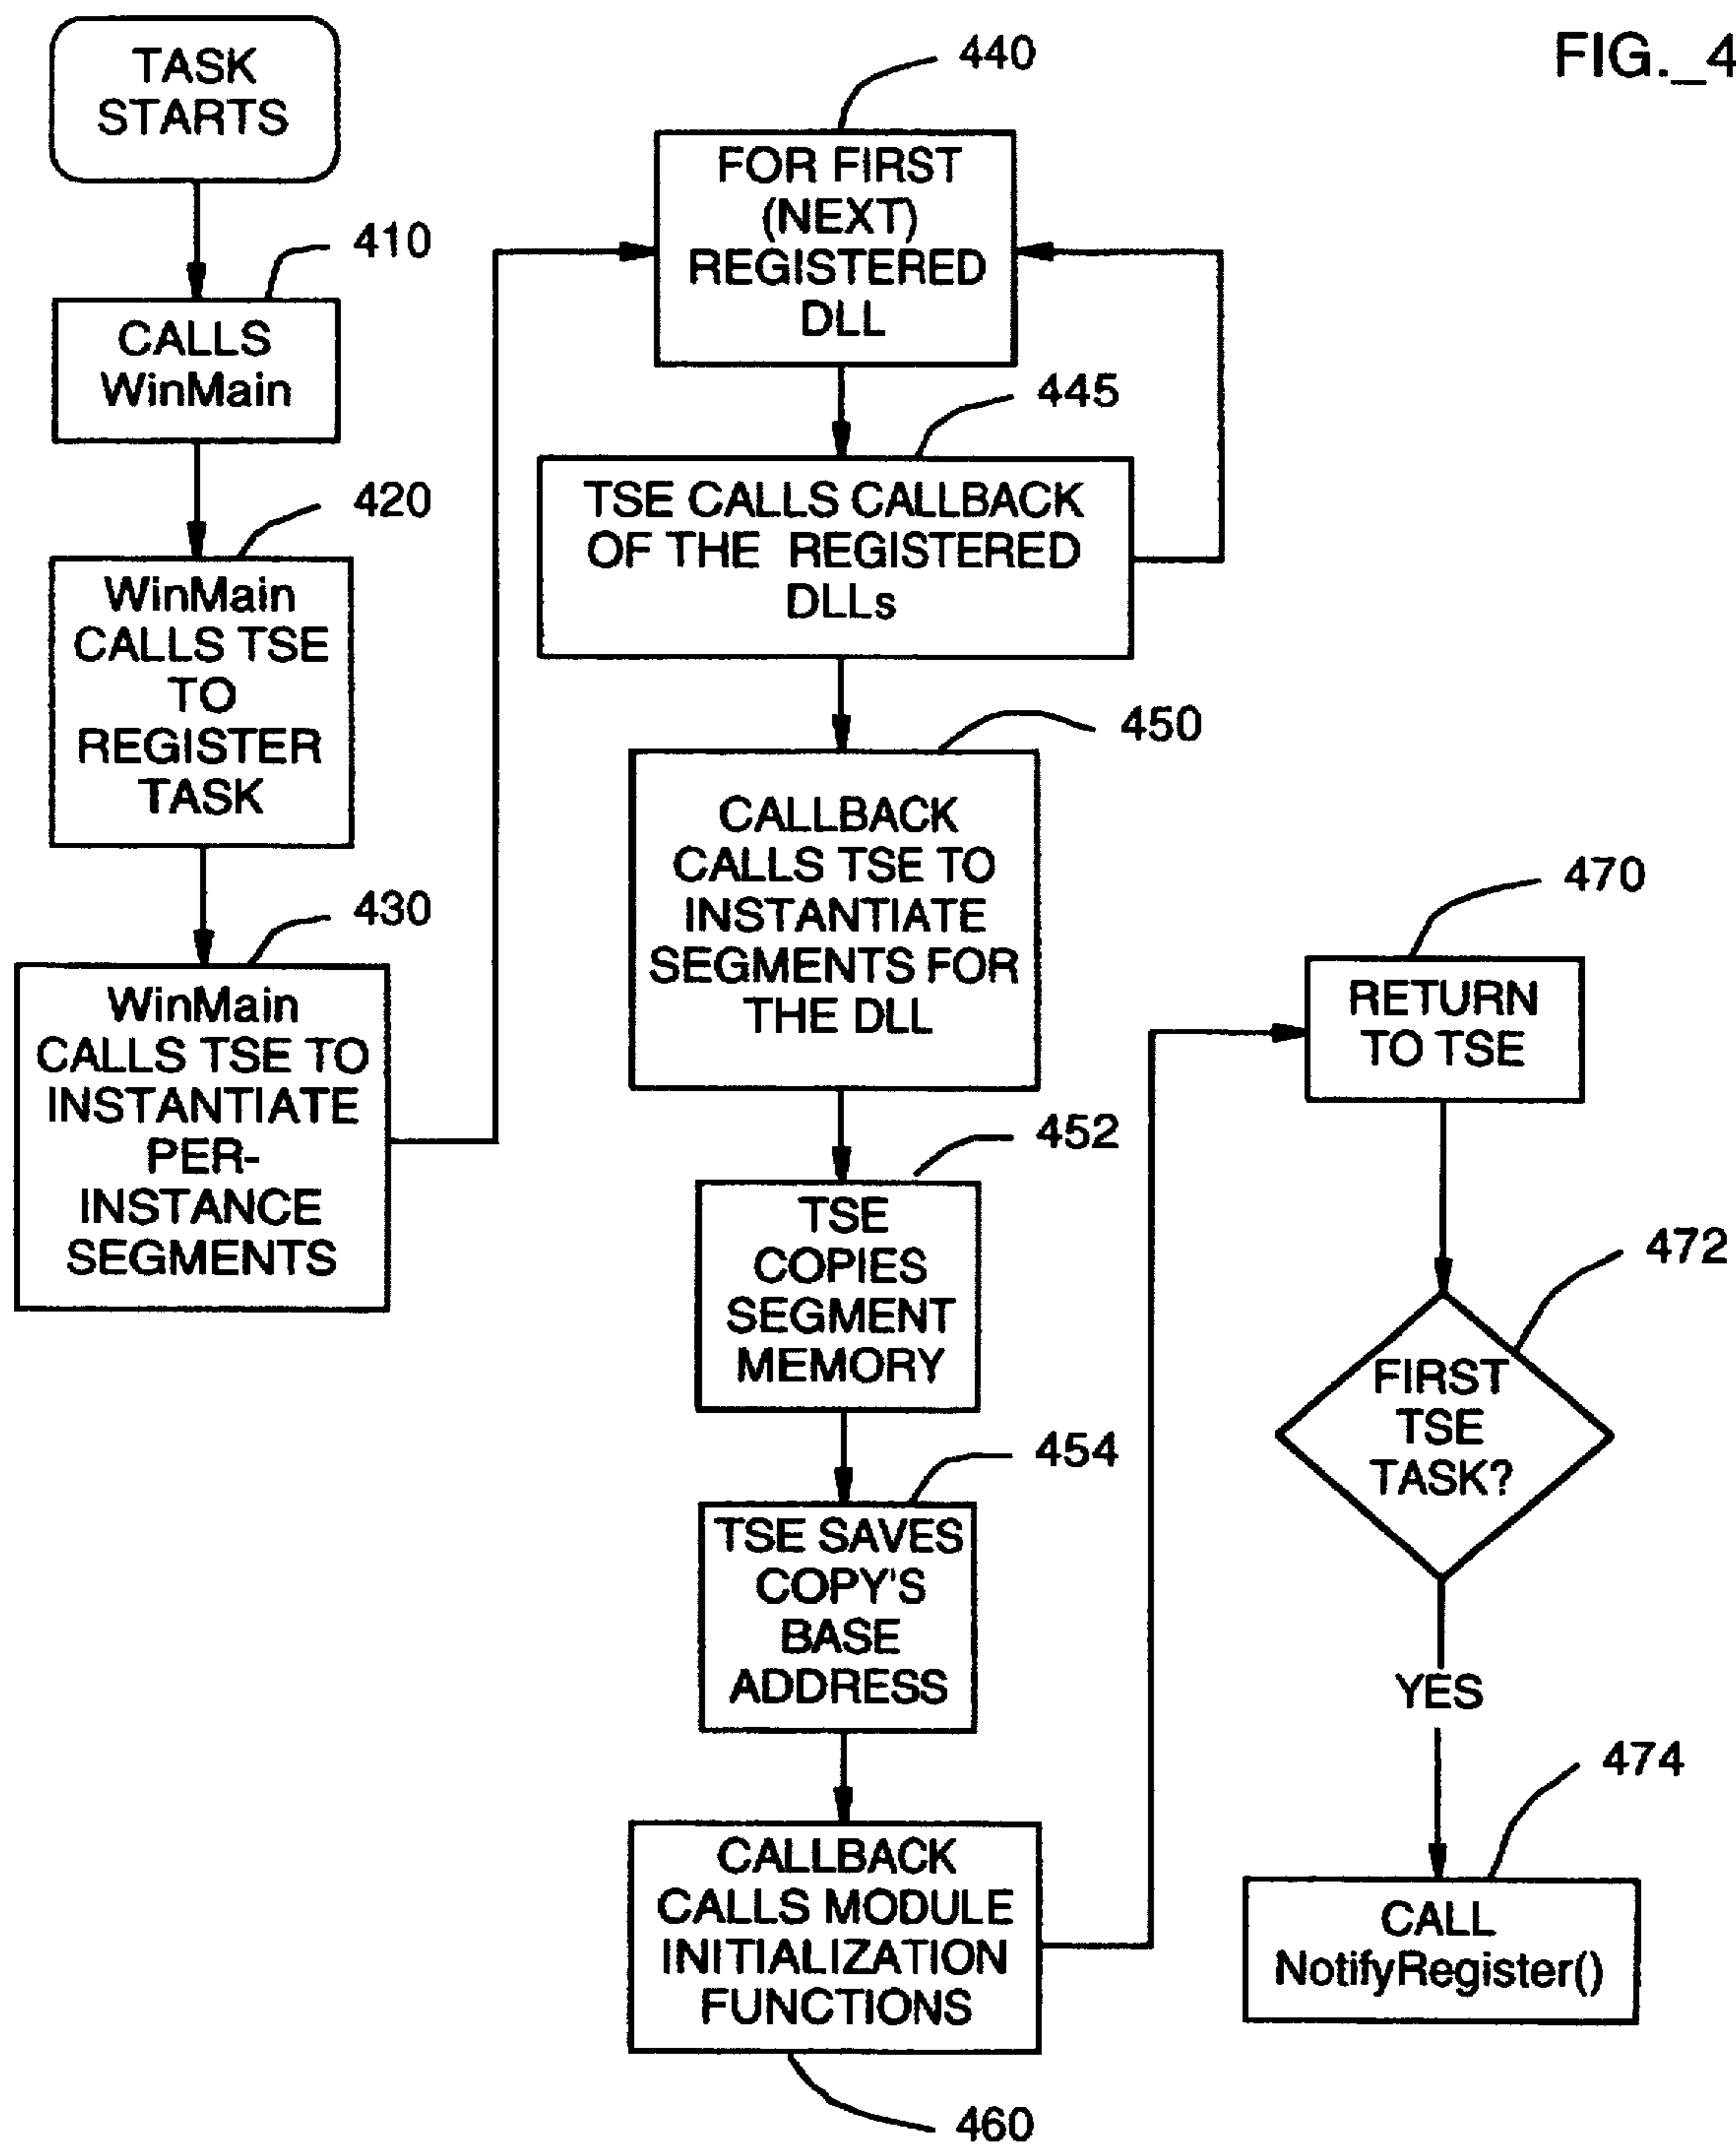 FIG._4
TASK
STARTS
410
CALLS
WinMain
420
WinMain
CALLS TSE
TO
REGISTER
TASK
430
WinMain
CALLS TSE TO
INSTANTIATE
PER-
INSTANCE
SEGMENTS
440
FOR FIRST
(NEXT)
REGISTERED
DLL
445
TSE CALLS CALLBACK
OF THE REGISTERED
DLLs
450
CALLBACK
CALLS TSE TO
INSTANTIATE
SEGMENTS FOR
THE DLL
452
TSE
COPIES
SEGMENT
MEMORY
454
TSE SAVES
COPY'S
BASE
ADDRESS
CALLBACK
CALLS MODULE
INITIALIZATION
FUNCTIONS
460
470
RETURN
TO TSE
472
FIRST
TSE
TASK?
YES
474
CALL
NotifyRegister()